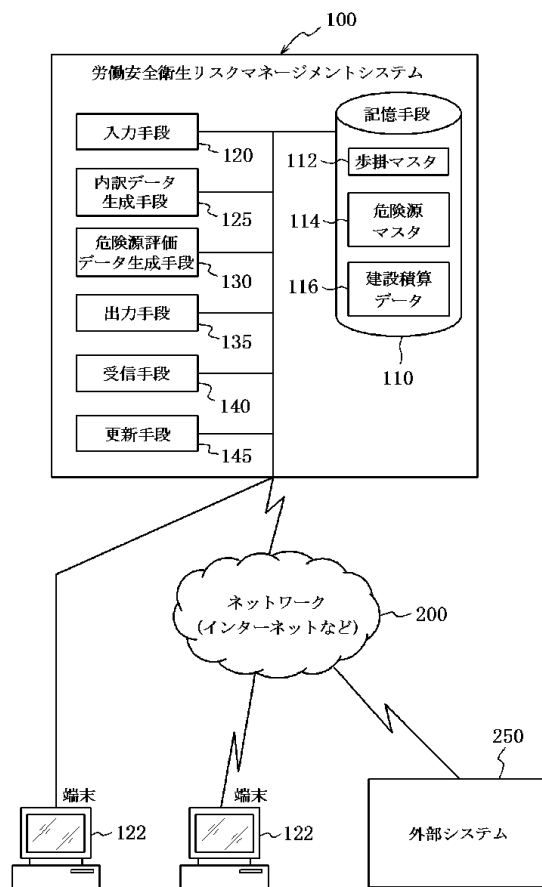 100
労働安全衛生リスクマネージメントシステム
入力手段
120
内訳データ
生成手段
125
危険源評価
データ生成手段
130
出力手段
135
受信手段
140
更新手段
145
記憶手段
112
歩掛マスタ
114
危険源
マスタ
116
建設積算
データ
110
ネットワーク
(インターネットなど)
200
250
端末
122
端末
122
外部システム